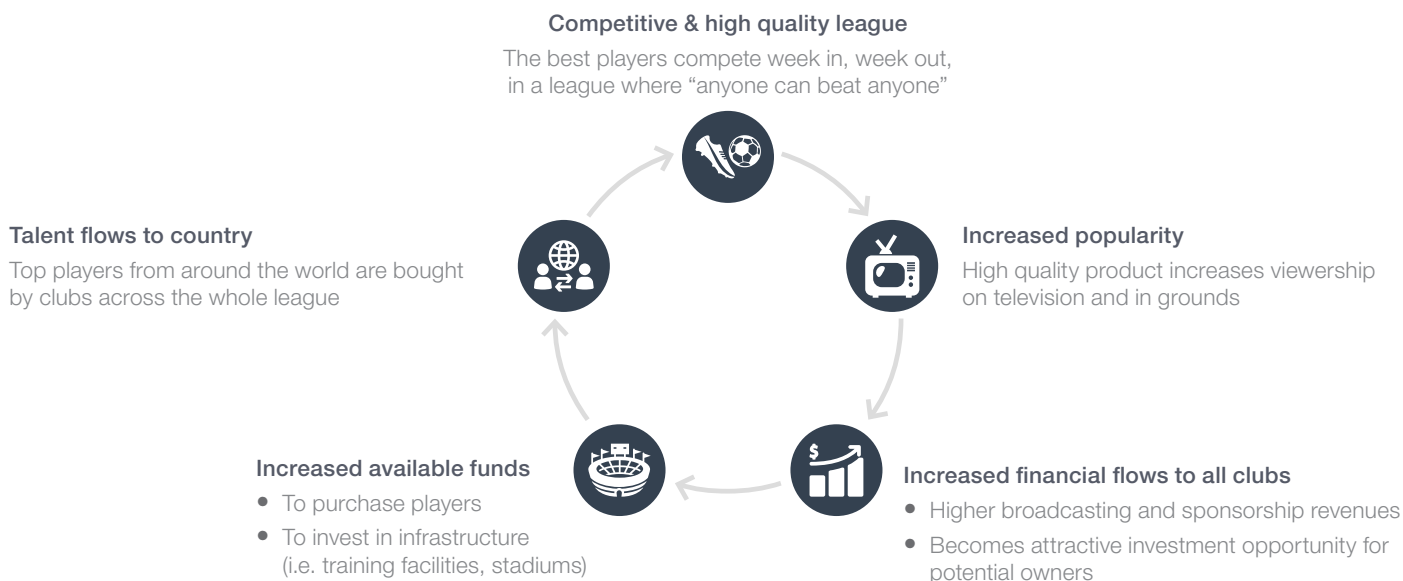 Competitive & high quality league
The best players compete week in, week out,
in a league where “anyone can beat anyone”
Talent flows to country
Top players from around the world are bought
by clubs across the whole league
Increased popularity
High quality product increases viewership
on television and in grounds
Increased available funds
• To purchase players
• To invest in infrastructure
(i.e. training facilities, stadiums)
$
Increased financial flows to all clubs
• Higher broadcasting and sponsorship revenues
• Becomes attractive investment opportunity for
potential owners